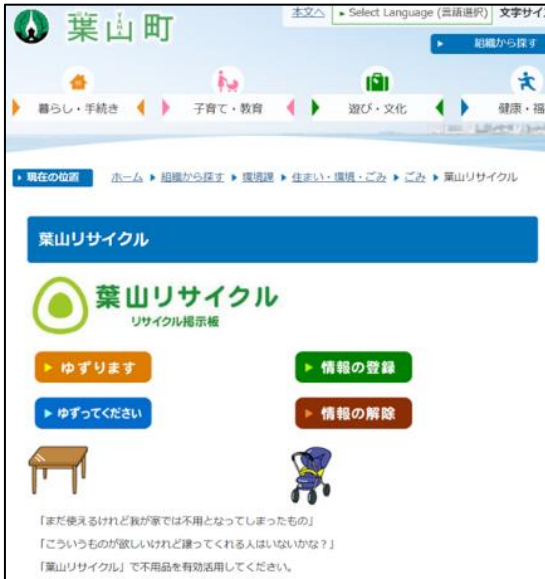 本文へ ▸ Select Language (言語選択) 文字サイ
葉山町
▸ 組織から探す
暮らし・手続き 子育て・教育 遊び・文化 健康・福
現在の位置 ホーム ▸ 組織から探す ▸ 環境課 ▸ 住まい・環境・ごみ ▸ ごみ ▸ 葉山リサイクル
葉山リサイクル
葉山リサイクル
リサイクル掲示板
ゆずります 情報の登録
ゆずってください 情報の解除
「まだ使えるけれど我が家では不用となってしまったもの」
「こういうものが欲しいけれど譲ってくれる人はいないかな?」
「葉山リサイクル」で不用品を有効活用してください。